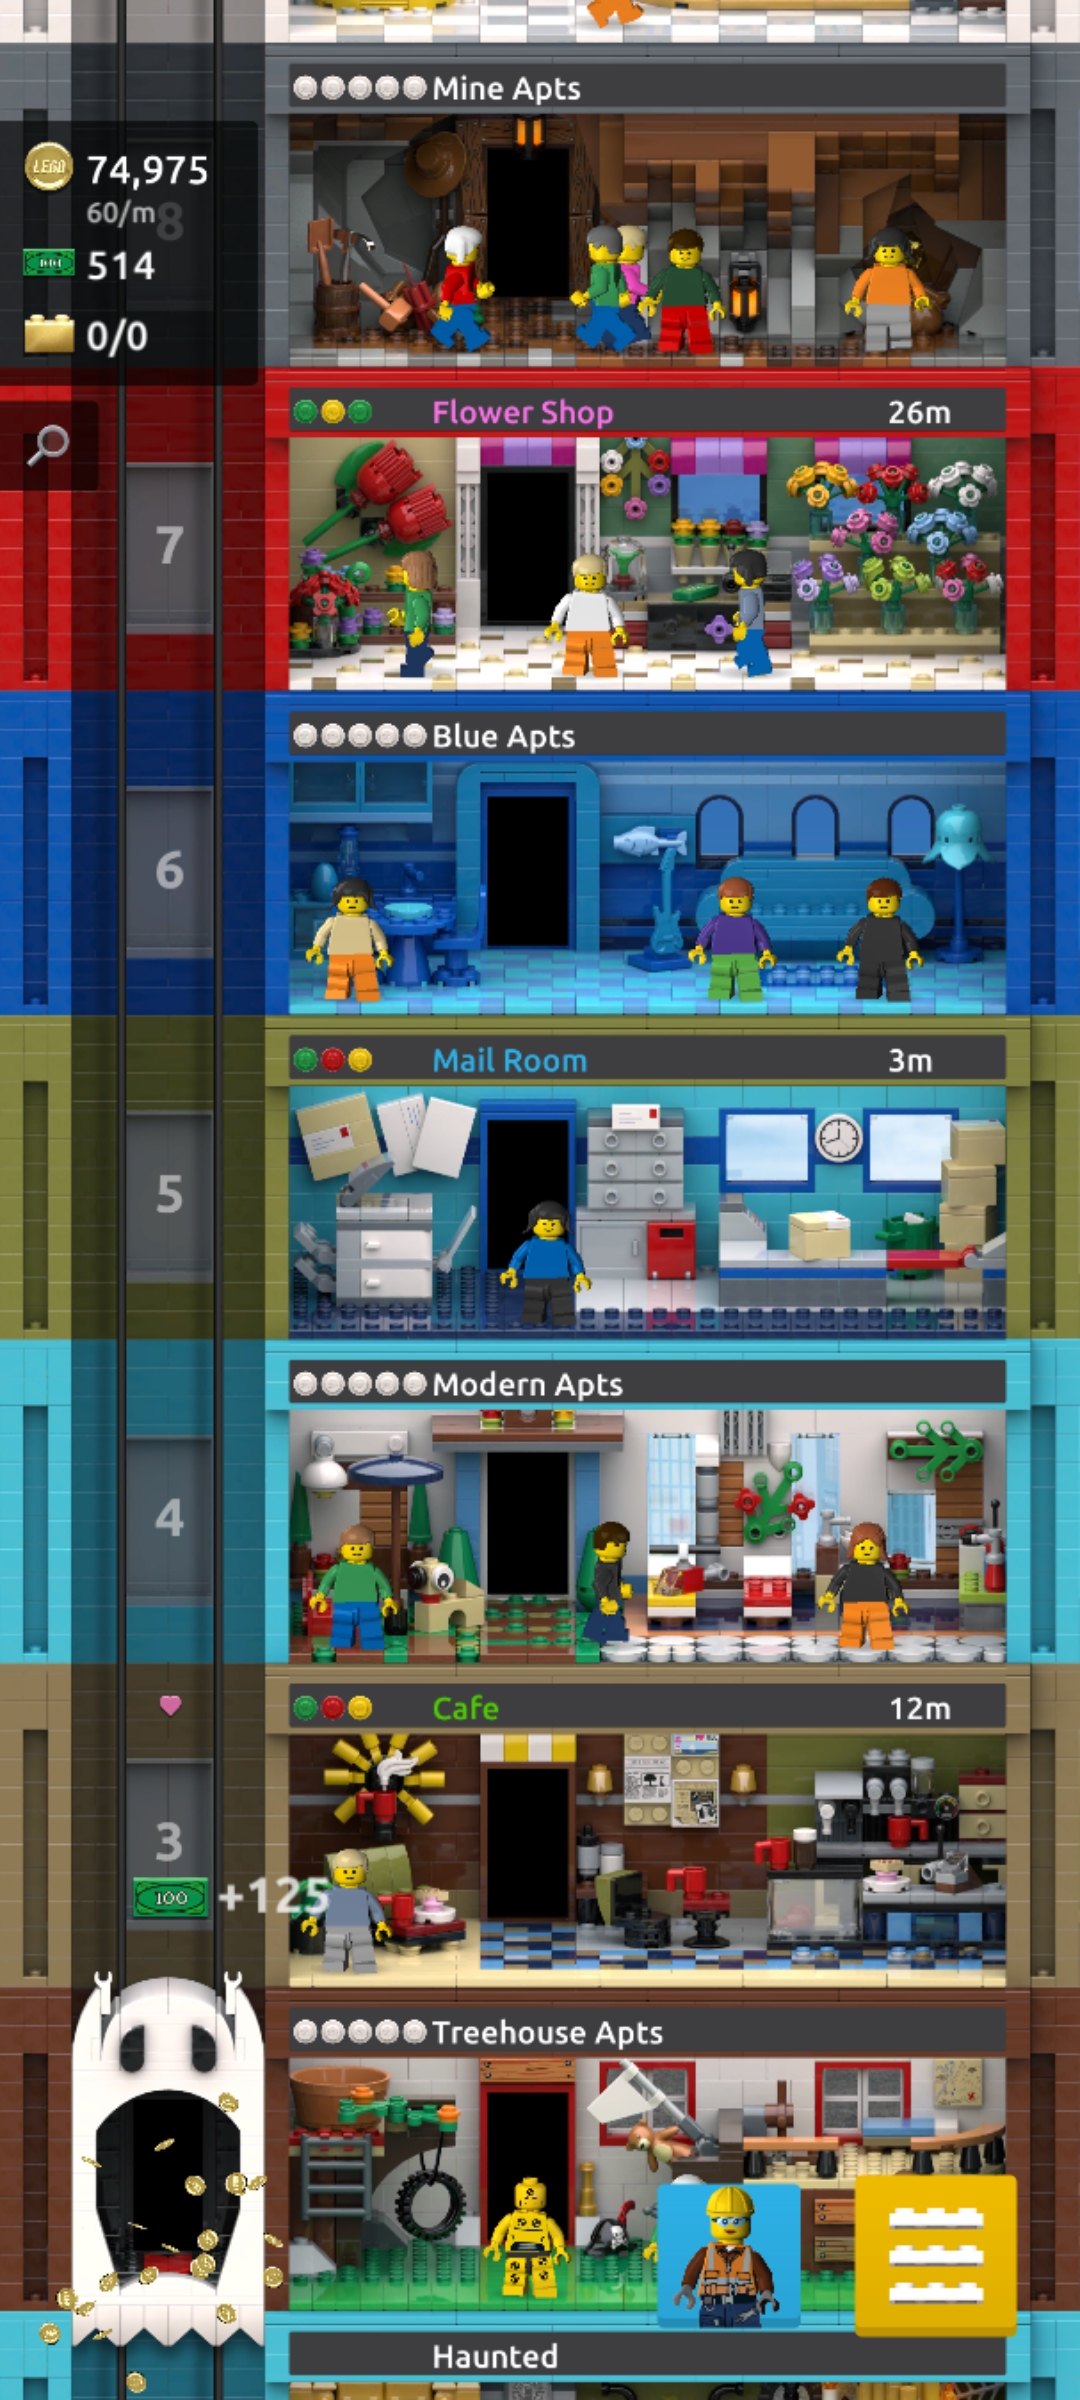 Mine Apts
LEGO 74,975
60/m
8
100 514
0/0
Flower Shop 26m
7
Blue Apts
6
Mail Room 3m
5
Modern Apts
4
Cafe 12m
3
100 +125
Treehouse Apts
Haunted